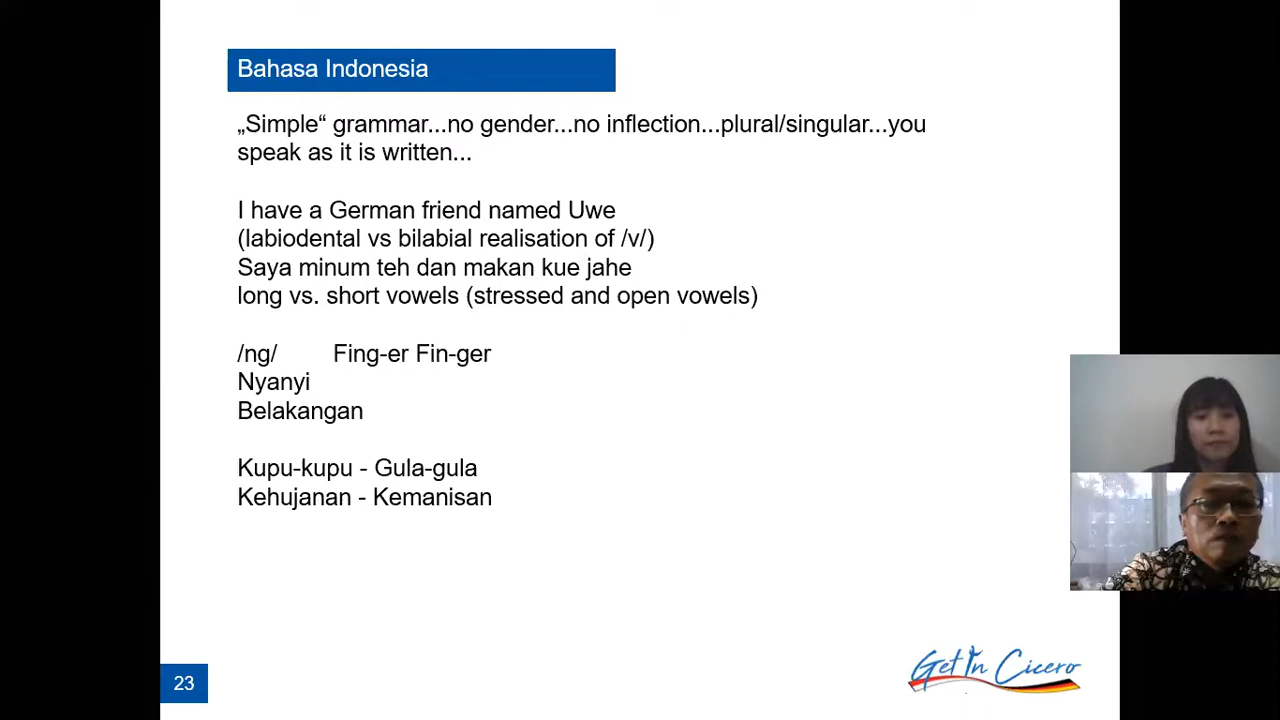 Bahasa Indonesia
„Simple“ grammar...no gender...no inflection...plural/singular...you
speak as it is written...
I have a German friend named Uwe
(labiodental vs bilabial realisation of /v/)
Saya minum teh dan makan kue jahe
long vs. short vowels (stressed and open vowels)
/ng/ Fing-er Fin-ger
Nyanyi
Belakangan
Kupu-kupu - Gula-gula
Kehujanan - Kemanisan
23
Get In Cicero